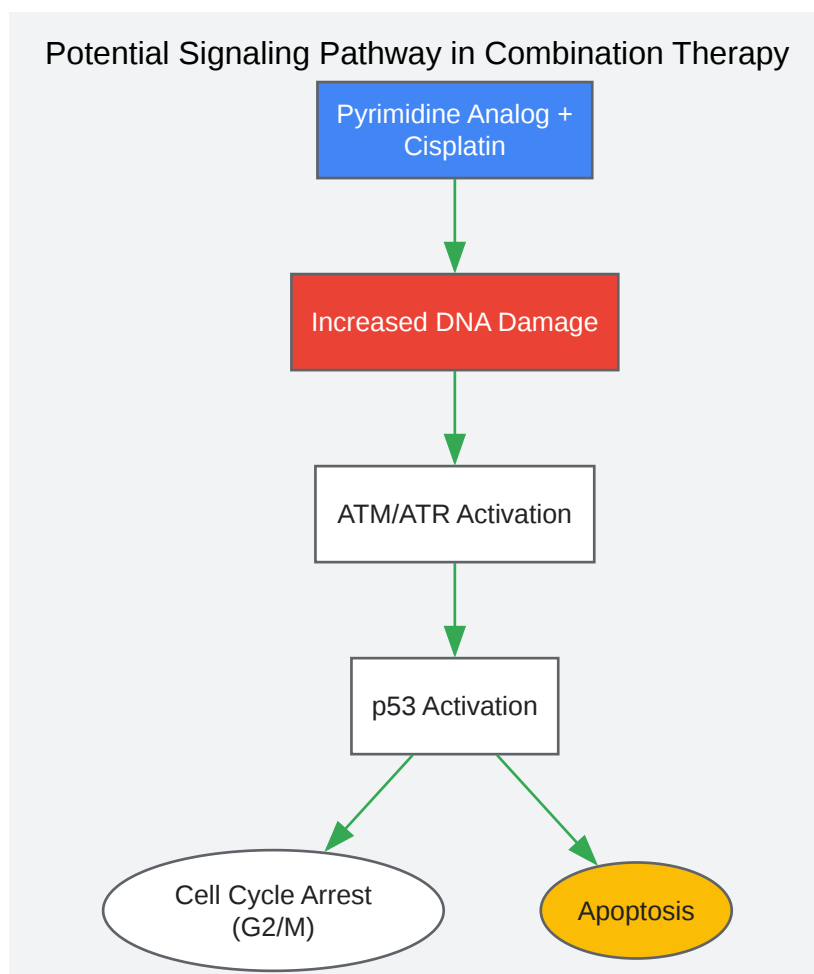 Potential Signaling Pathway in Combination Therapy
Pyrimidine Analog +
Cisplatin
Increased DNA Damage
ATM/ATR Activation
p53 Activation
Cell Cycle Arrest
(G2/M)
Apoptosis